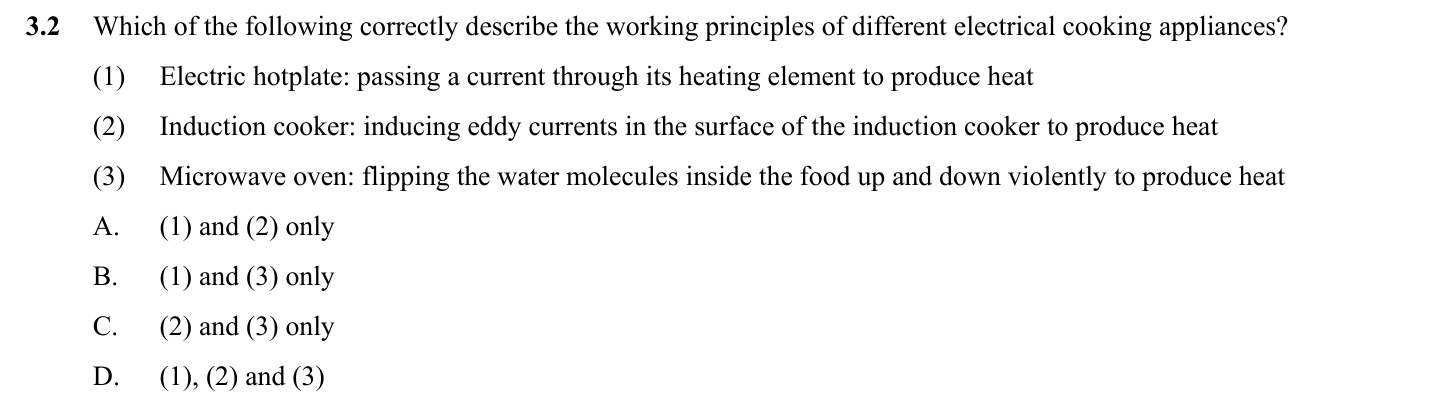 3.2 Which of the following correctly describe the working principles of different electrical cooking appliances?
(1) Electric hotplate: passing a current through its heating element to produce heat
(2) Induction cooker: inducing eddy currents in the surface of the induction cooker to produce heat
(3) Microwave oven: flipping the water molecules inside the food up and down violently to produce heat
A. (1) and (2) only
B. (1) and (3) only
C. (2) and (3) only
D. (1), (2) and (3)